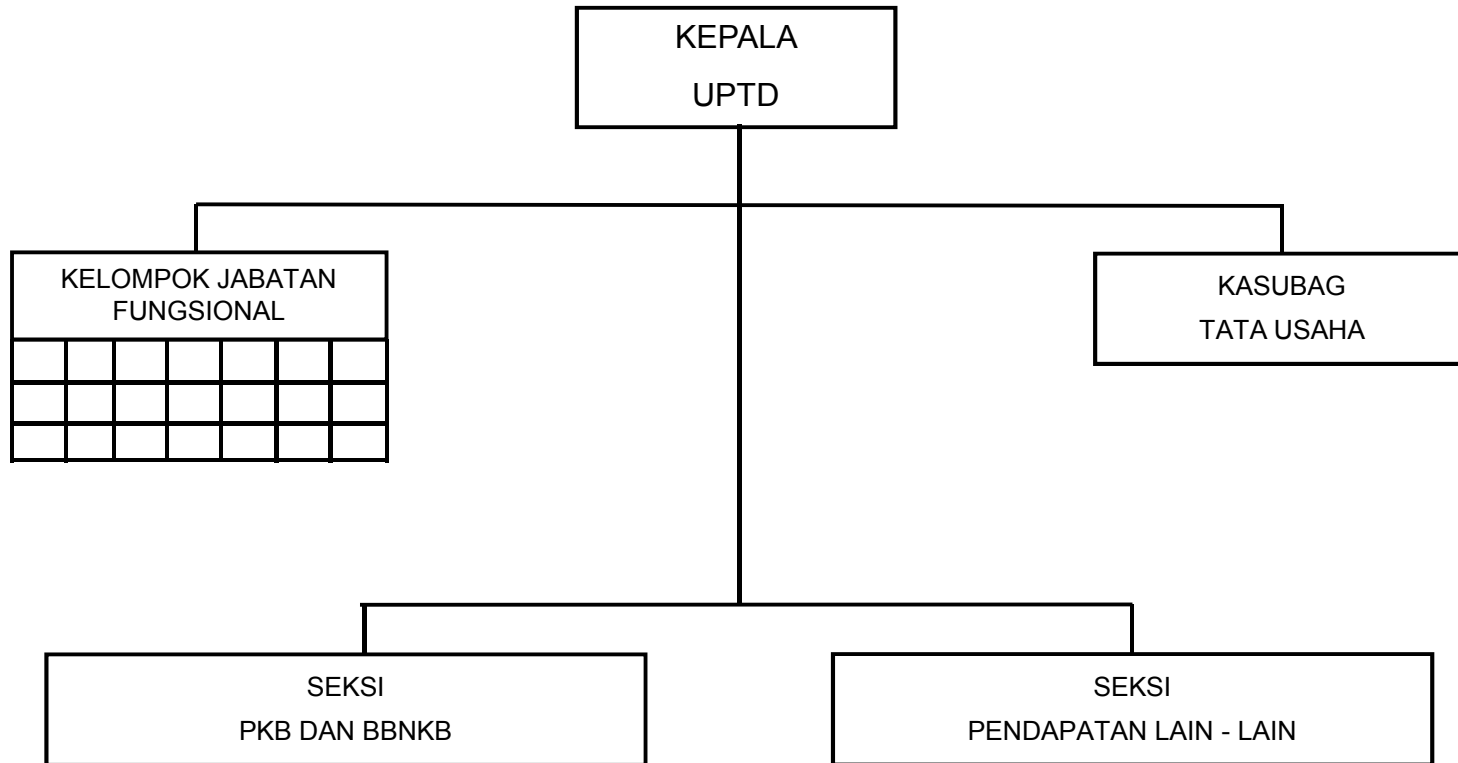 KEPALA
UPTD
KELOMPOK JABATAN
FUNGSIONAL
KASUBAG
TATA USAHA
SEKSI
PKB DAN BBNKB
SEKSI
PENDAPATAN LAIN - LAIN